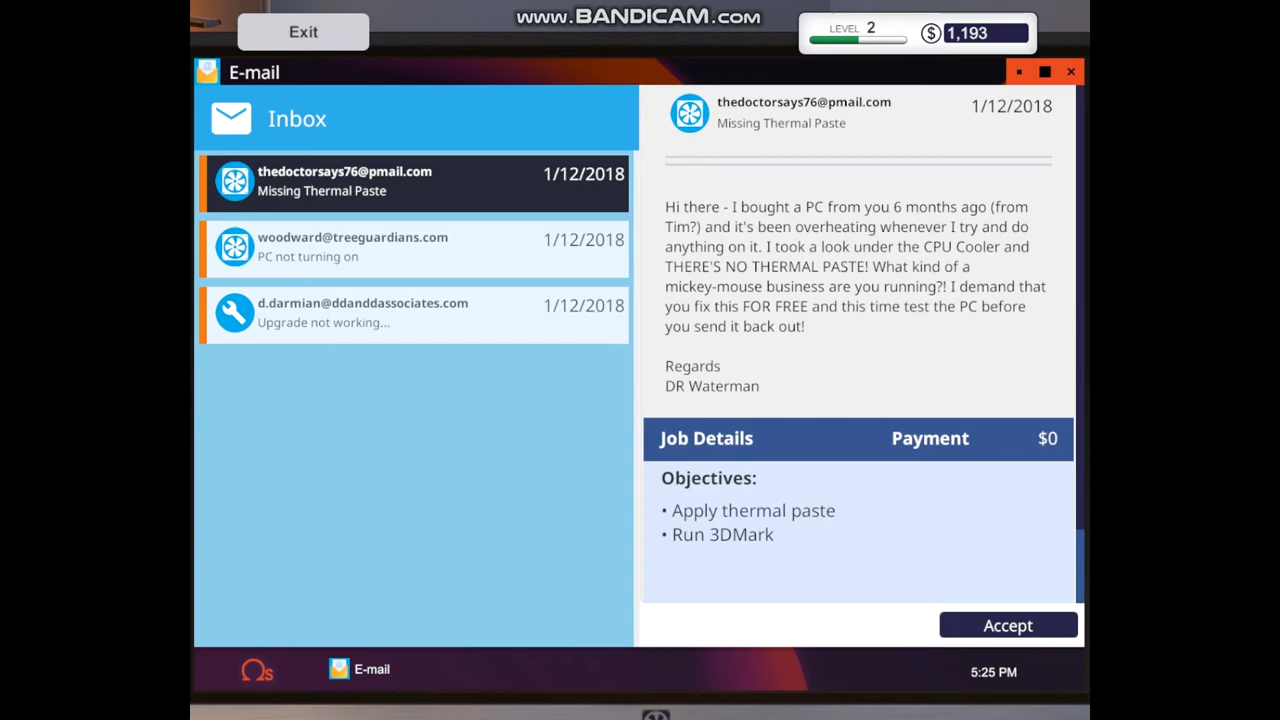 www.BANDICAM.com
Exit
LEVEL 2
$ 1,193
E-mail
Inbox
thedoctorsays76@pmail.com 1/12/2018
Missing Thermal Paste
woodward@treeguardians.com 1/12/2018
PC not turning on
d.darmian@ddanddassociates.com 1/12/2018
Upgrade not working...
thedoctorsays76@pmail.com 1/12/2018
Missing Thermal Paste
Hi there - I bought a PC from you 6 months ago (from
Tim?) and it's been overheating whenever I try and do
anything on it. I took a look under the CPU Cooler and
THERE'S NO THERMAL PASTE! What kind of a
mickey-mouse business are you running?! I demand that
you fix this FOR FREE and this time test the PC before
you send it back out!
Regards
DR Waterman
Job Details Payment $0
Objectives:
• Apply thermal paste
• Run 3DMark
Accept
Ωs E-mail 5:25 PM